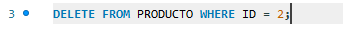 3 DELETE FROM PRODUCTO WHERE ID = 2;